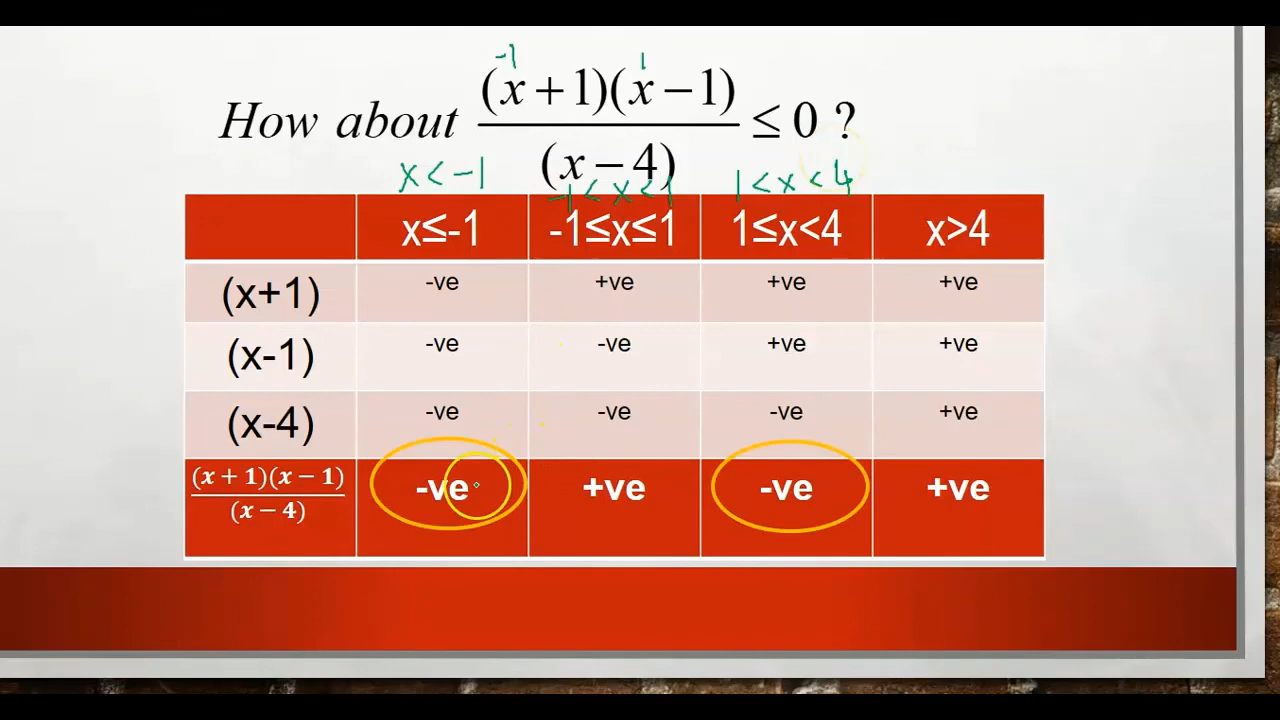 -1 1
How about (x+1)(x−1)/(x−4) ≤ 0 ?
x < -1 -1 < x < 1 1 < x < 4
x≤-1 -1≤x≤1 1≤x<4 x>4
(x+1) -ve +ve +ve +ve
(x-1) -ve -ve +ve +ve
(x-4) -ve -ve -ve +ve
(x+1)(x−1)/(x−4) -ve +ve -ve +ve